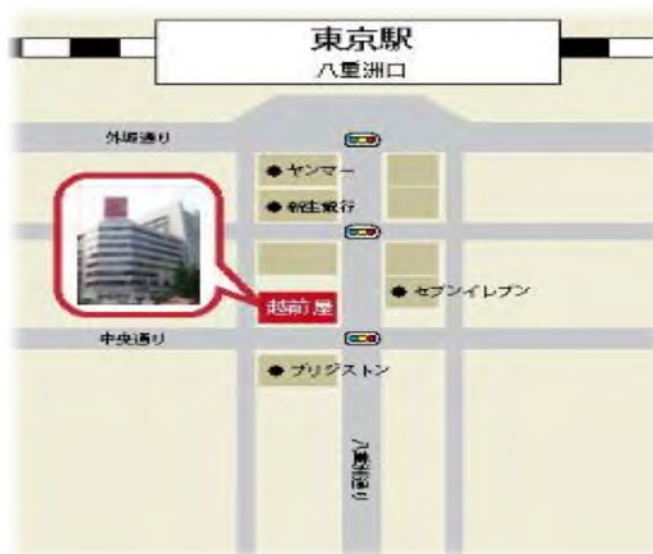 東京駅
八重洲口
外堀通り
ヤンマー
新生銀行
セブンイレブン
越前屋
中央通り
ブリジストン
八重洲通り